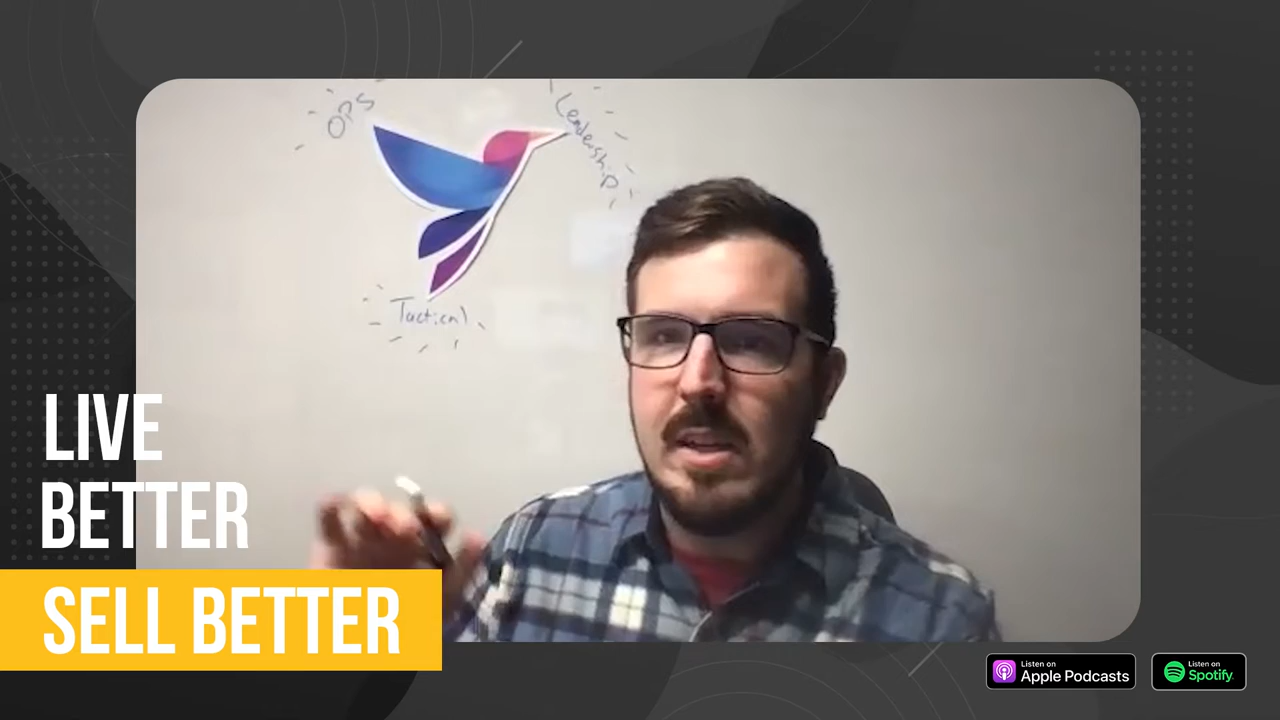 OPS
Leadership
Tactical
LIVE
BETTER
SELL BETTER
Listen on
Apple Podcasts
Listen on
Spotify